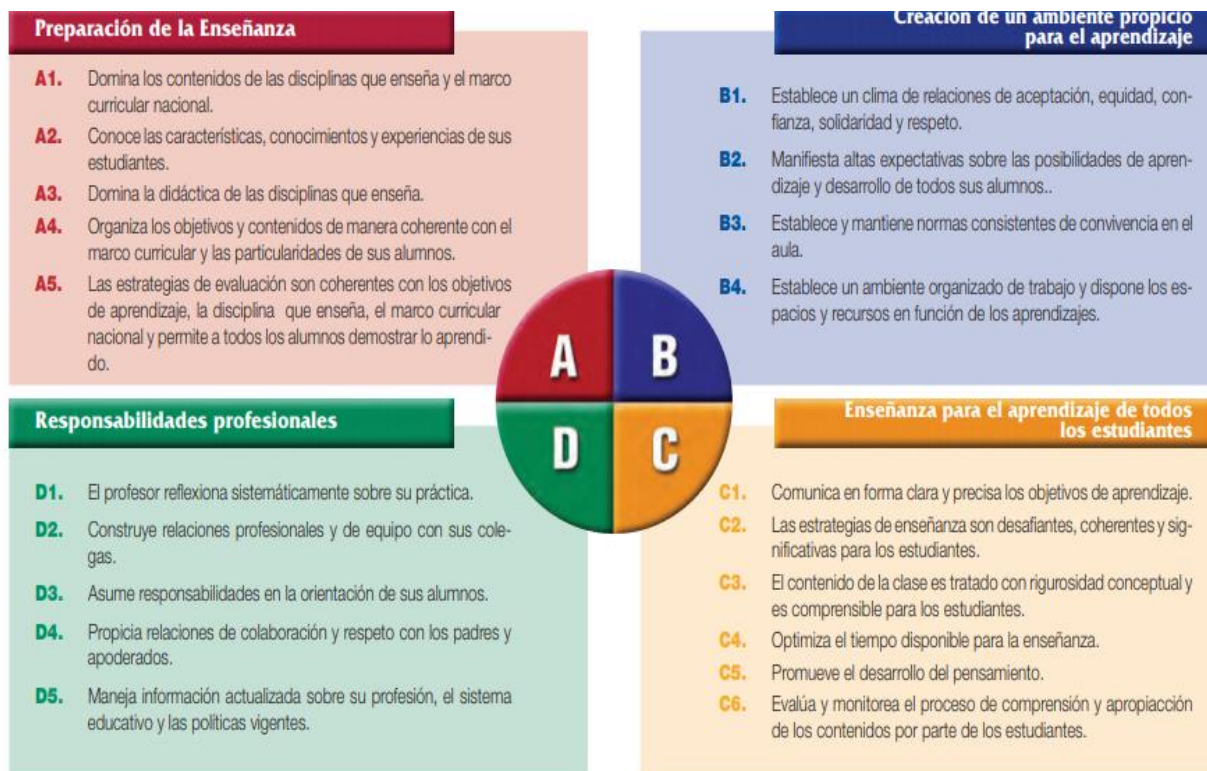 Preparación de la Enseñanza
A1. Domina los contenidos de las disciplinas que enseña y el marco
curricular nacional.
A2. Conoce las características, conocimientos y experiencias de sus
estudiantes.
A3. Domina la didáctica de las disciplinas que enseña.
A4. Organiza los objetivos y contenidos de manera coherente con el
marco curricular y las particularidades de sus alumnos.
A5. Las estrategias de evaluación son coherentes con los objetivos
de aprendizaje, la disciplina que enseña, el marco curricular
nacional y permite a todos los alumnos demostrar lo aprendi-
do.
Creación de un ambiente propicio
para el aprendizaje
B1. Establece un clima de relaciones de aceptación, equidad, con-
fianza, solidaridad y respeto.
B2. Manifiesta altas expectativas sobre las posibilidades de apren-
dizaje y desarrollo de todos sus alumnos..
B3. Establece y mantiene normas consistentes de convivencia en el
aula.
B4. Establece un ambiente organizado de trabajo y dispone los es-
pacios y recursos en función de los aprendizajes.
A B
D C
Responsabilidades profesionales
D1. El profesor reflexiona sistemáticamente sobre su práctica.
D2. Construye relaciones profesionales y de equipo con sus cole-
gas.
D3. Asume responsabilidades en la orientación de sus alumnos.
D4. Propicia relaciones de colaboración y respeto con los padres y
apoderados.
D5. Maneja información actualizada sobre su profesión, el sistema
educativo y las políticas vigentes.
Enseñanza para el aprendizaje de todos
los estudiantes
C1. Comunica en forma clara y precisa los objetivos de aprendizaje.
C2. Las estrategias de enseñanza son desafiantes, coherentes y sig-
nificativas para los estudiantes.
C3. El contenido de la clase es tratado con rigurosidad conceptual y
es comprensible para los estudiantes.
C4. Optimiza el tiempo disponible para la enseñanza.
C5. Promueve el desarrollo del pensamiento.
C6. Evalúa y monitorea el proceso de comprensión y apropiacción
de los contenidos por parte de los estudiantes.